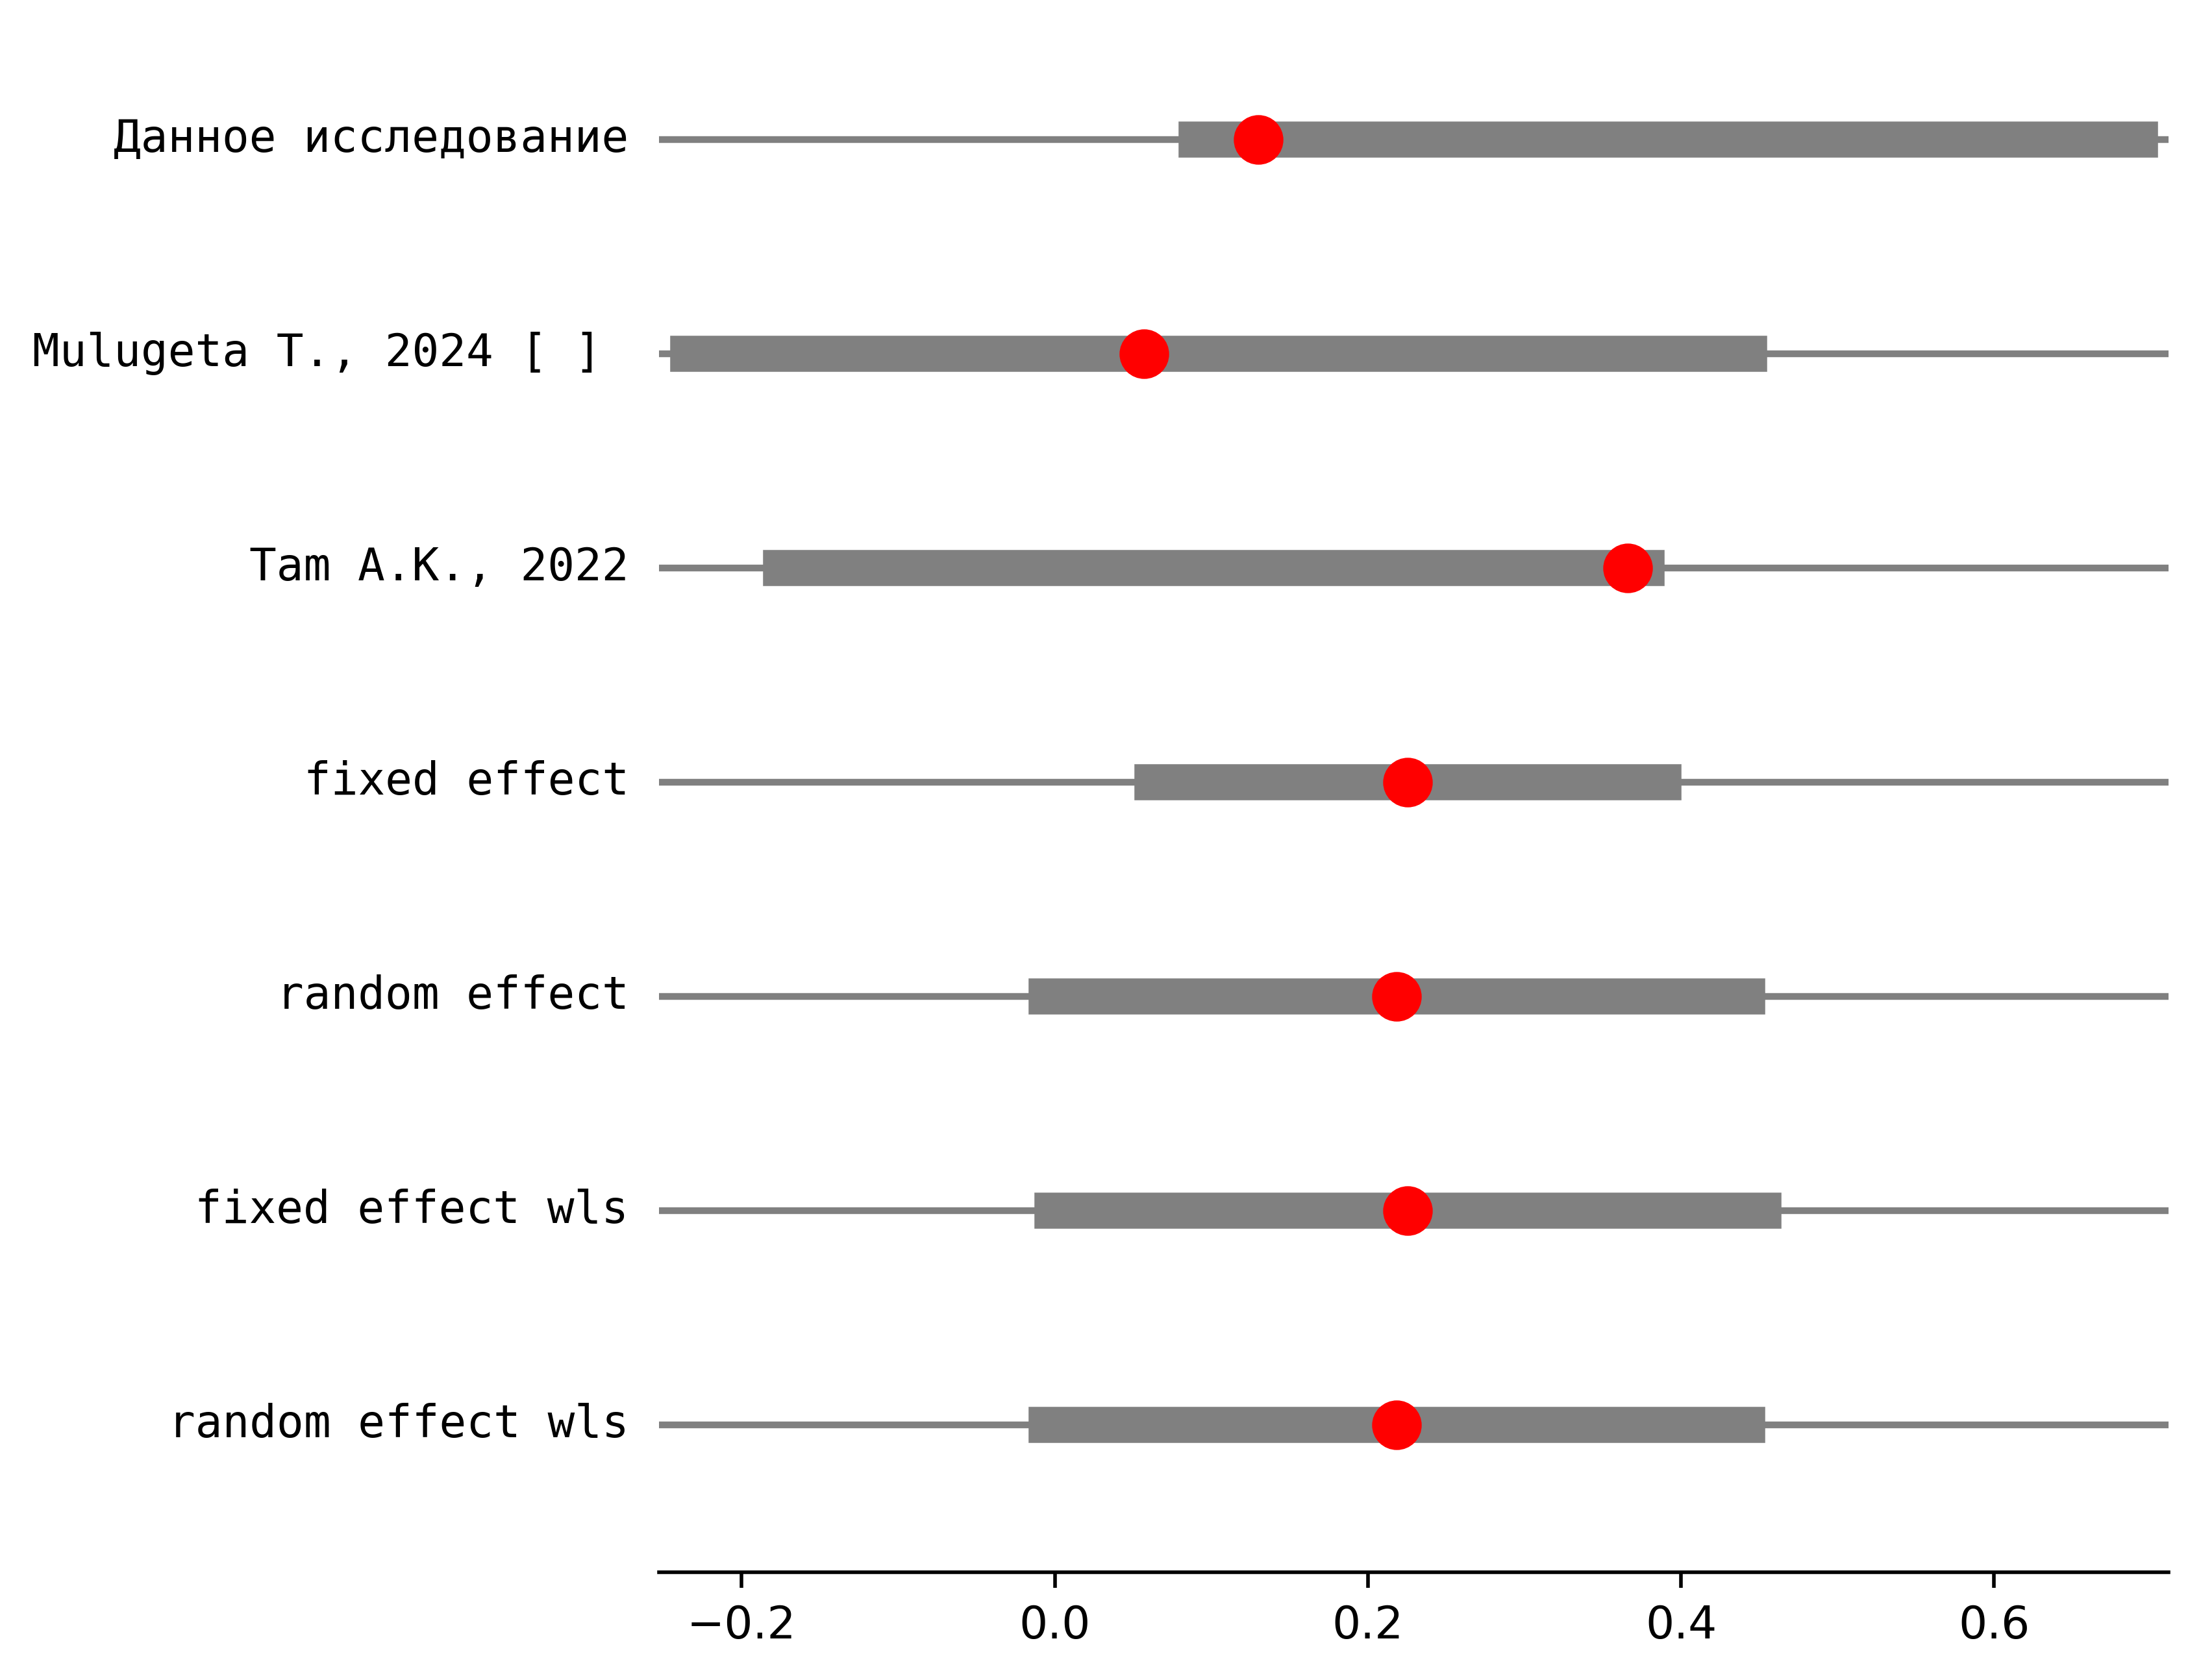 Данное исследование
Mulugeta T., 2024 [ ]
Tam A.K., 2022
fixed effect
random effect
fixed effect wls
random effect wls
−0.2 0.0 0.2 0.4 0.6